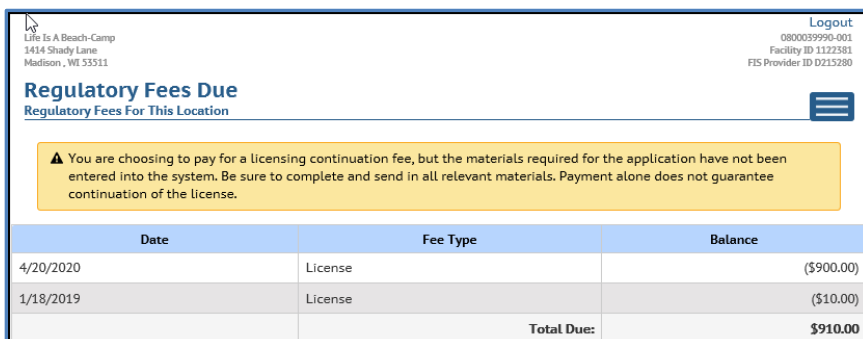 Logout
Life Is A Beach-Camp
0800039990-001
1414 Shady Lane
Facility ID 1122381
Madison , WI 53511
FIS Provider ID D215280
Regulatory Fees Due
Regulatory Fees For This Location
You are choosing to pay for a licensing continuation fee, but the materials required for the application have not been
entered into the system. Be sure to complete and send in all relevant materials. Payment alone does not guarantee
continuation of the license.
Date Fee Type Balance
4/20/2020 License ($900.00)
1/18/2019 License ($10.00)
Total Due: $910.00